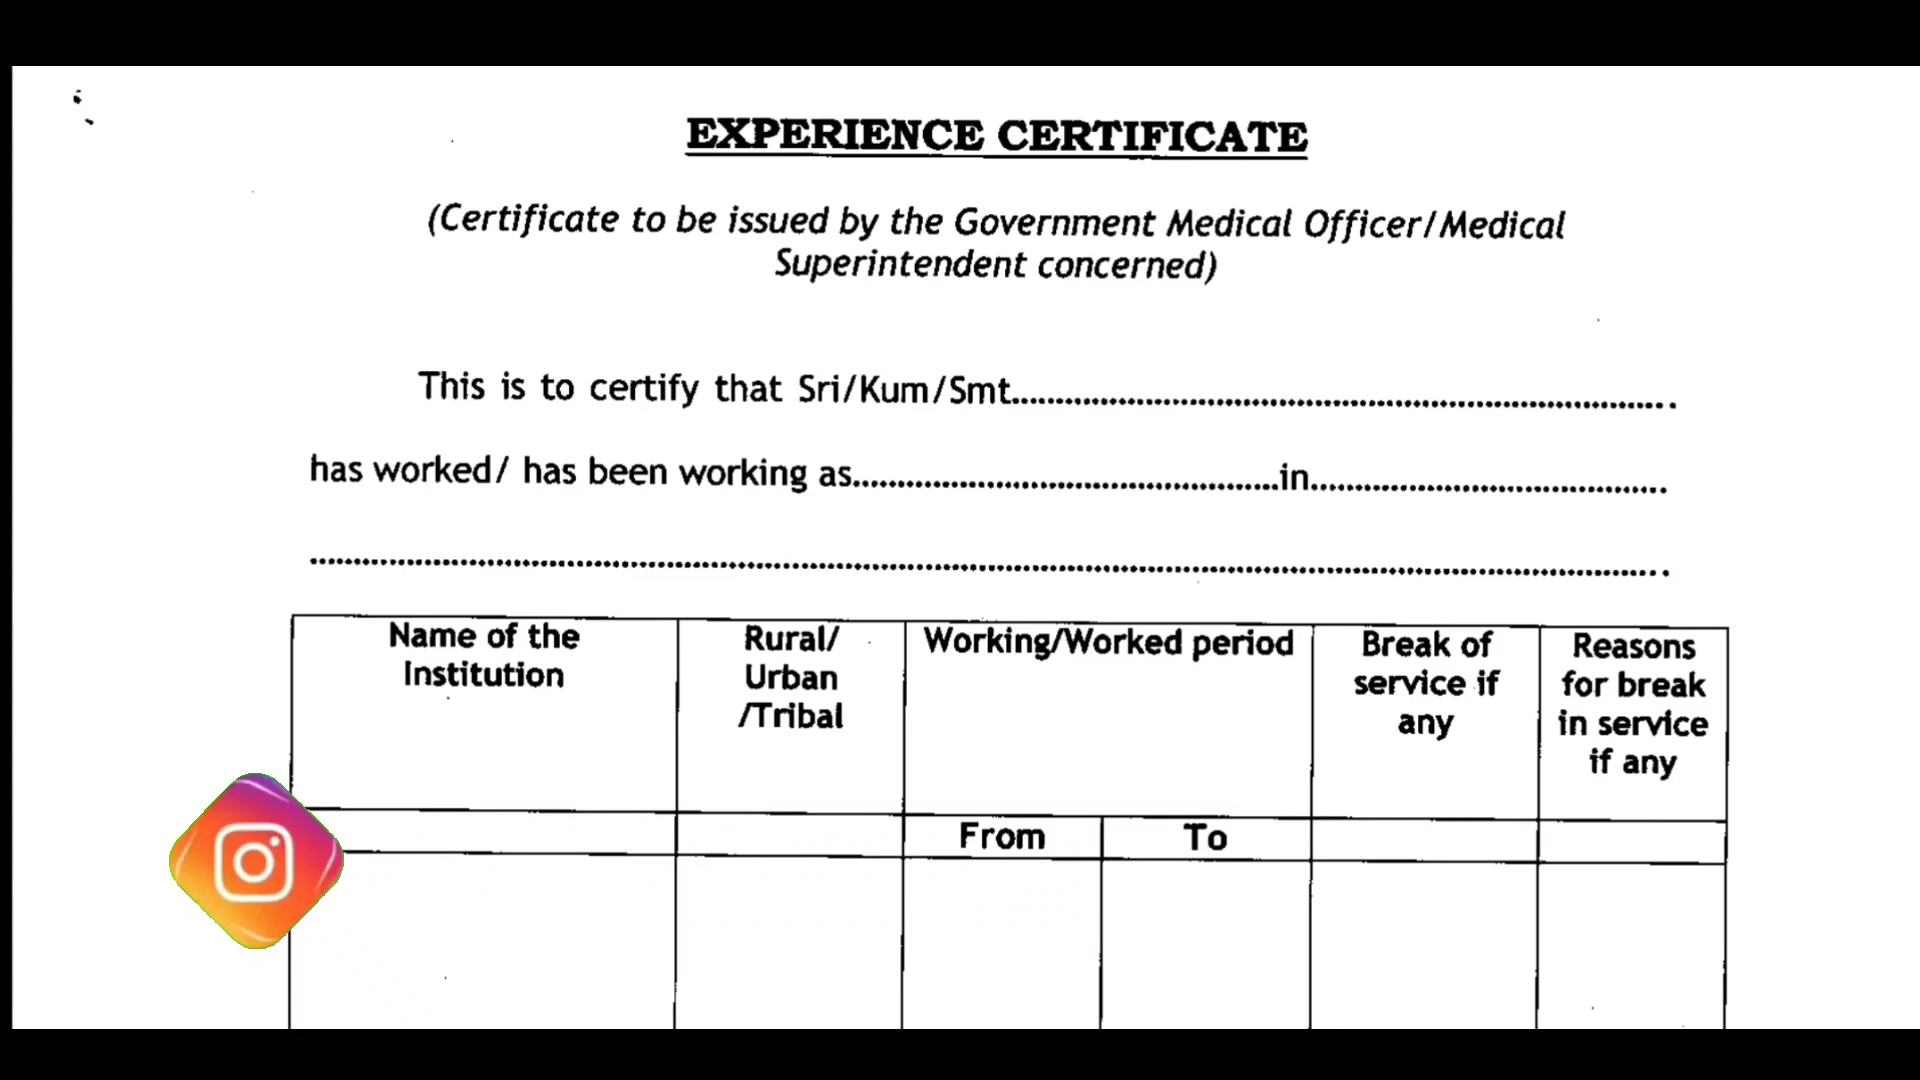 EXPERIENCE CERTIFICATE
(Certificate to be issued by the Government Medical Officer/Medical
Superintendent concerned)
This is to certify that Sri/Kum/Smt..........................................................................
has worked/ has been working as................................................in........................................
........................................................................................................................................................
Name of the
Institution
Rural/
Urban
/Tribal
Working/Worked period
Break of
service if
any
Reasons
for break
in service
if any
From
To